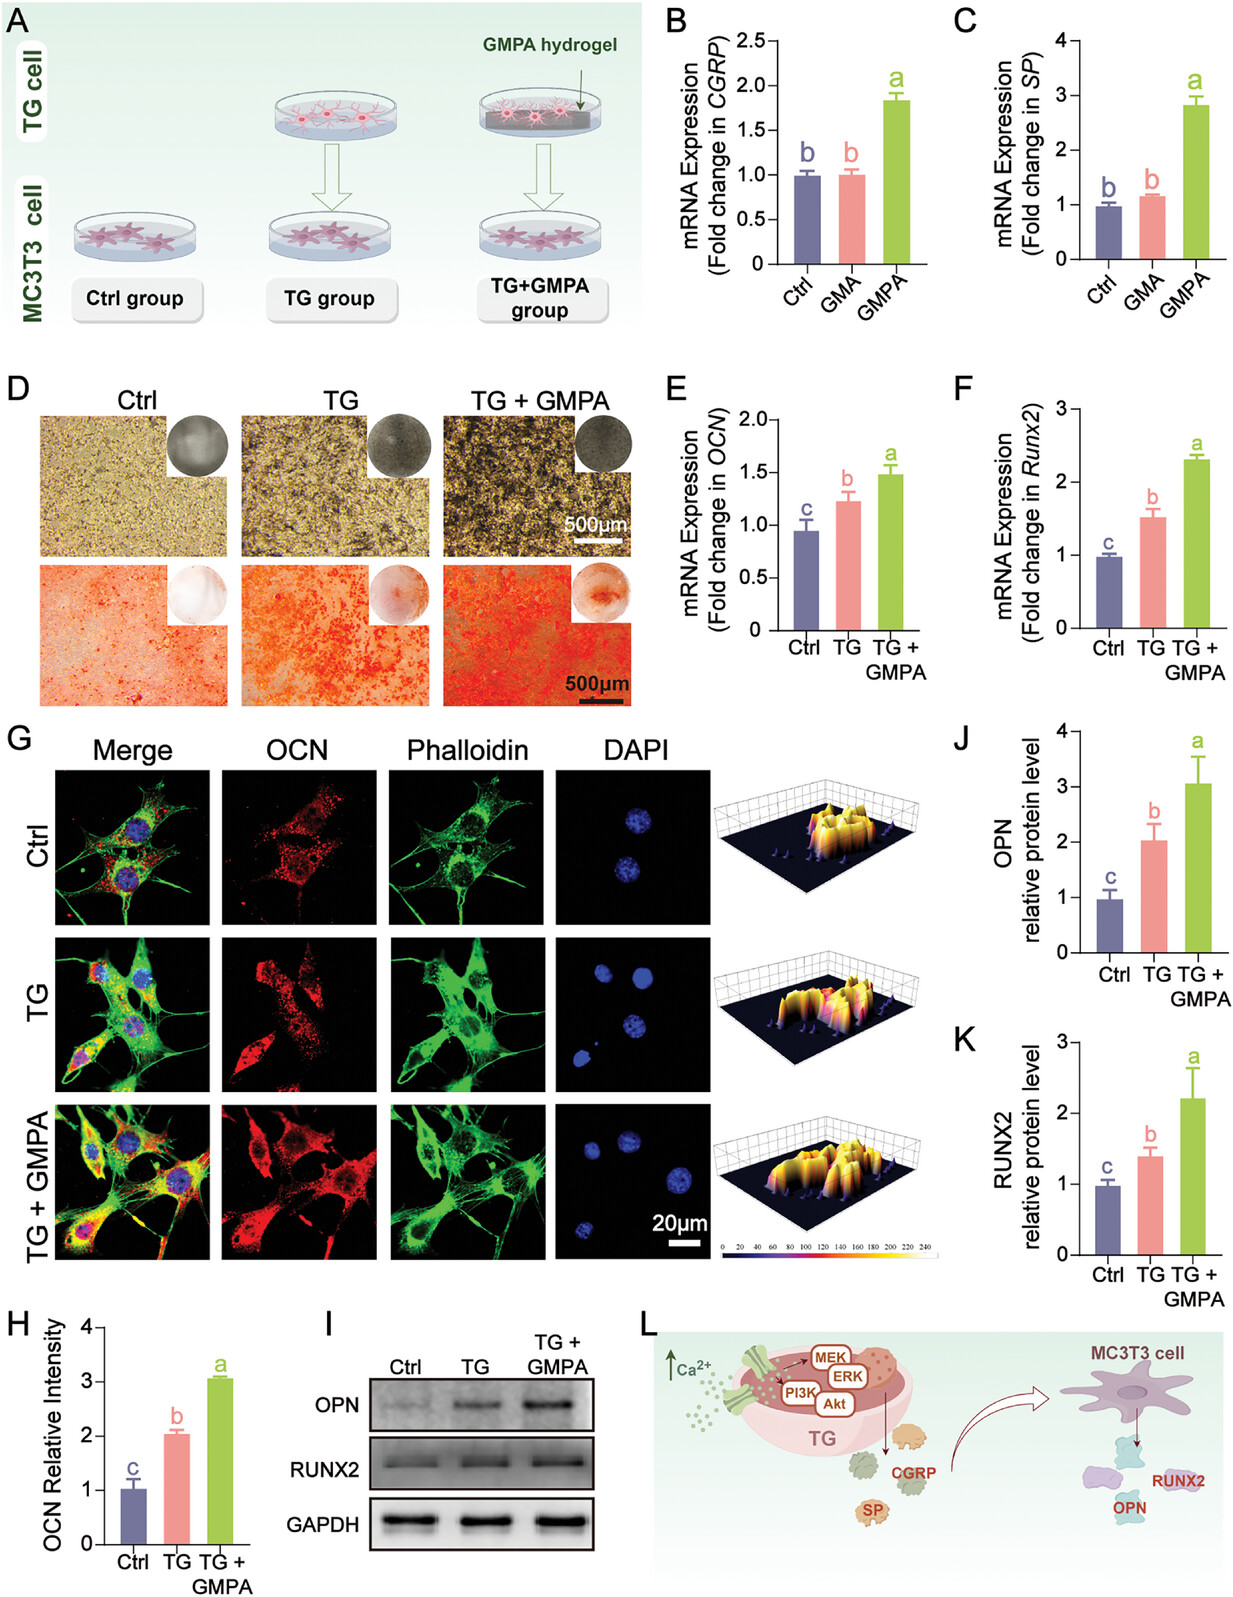 A
TG cell
MC3T3 cell
GMPA hydrogel
Ctrl group
TG group
TG+GMPA
group
B
mRNA Expression
(Fold change in CGRP)
2.5
2.0
1.5
1.0
0.5
0
b
b
a
Ctrl
GMA
GMPA
C
mRNA Expression
(Fold change in SP)
4
3
2
1
0
b
b
a
Ctrl
GMA
GMPA
D
Ctrl
TG
TG + GMPA
500μm
500μm
E
mRNA Expression
(Fold change in OCN)
2.0
1.5
1.0
0.5
0
c
b
a
Ctrl
TG
TG +
GMPA
F
mRNA Expression
(Fold change in Runx2)
3
2
1
0
c
b
a
Ctrl
TG
TG +
GMPA
G
Merge
OCN
Phalloidin
DAPI
Ctrl
TG
TG + GMPA
20μm
0 20 40 60 80 100 120 140 160 180 200 220 240
J
OPN
relative protein level
4
3
2
1
0
c
b
a
Ctrl
TG
TG +
GMPA
K
RUNX2
relative protein level
3
2
1
0
c
b
a
Ctrl
TG
TG +
GMPA
H
OCN Relative Intensity
4
3
2
1
0
c
b
a
Ctrl
TG
TG +
GMPA
I
Ctrl
TG
TG +
GMPA
OPN
RUNX2
GAPDH
L
Ca2+
MEK
ERK
PI3K
Akt
TG
CGRP
SP
MC3T3 cell
RUNX2
OPN